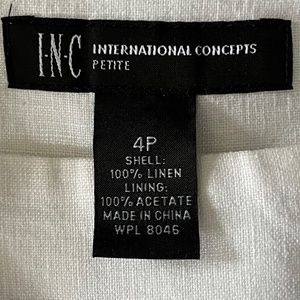 I·N·C INTERNATIONAL CONCEPTS
PETITE
4P
SHELL:
100% LINEN
LINING:
100% ACETATE
MADE IN CHINA
WPL 8046